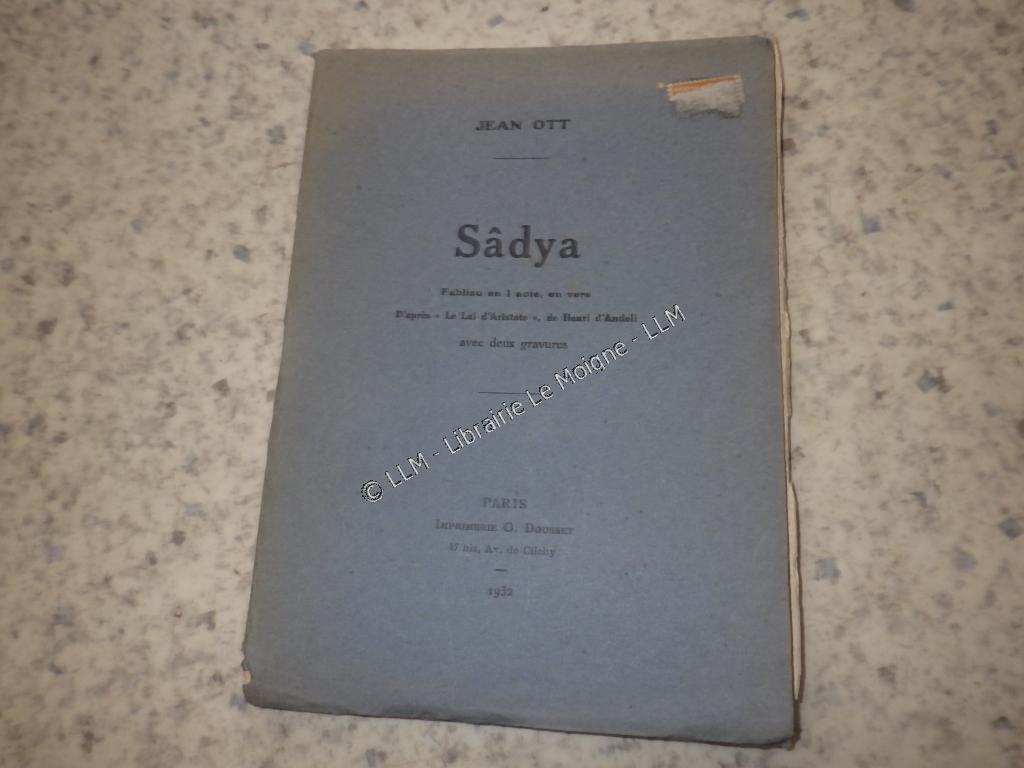 JEAN OTT
Sâdya
Fabliau en 1 acte, en vers
D'après « Le Lai d'Aristote », de Henri d'Andeli
avec deux gravures
© LLM - Librairie Le Moigne - LLM
PARIS
IMPRIMERIE G. DOUSSET
47 bis, Av. de Clichy
1932